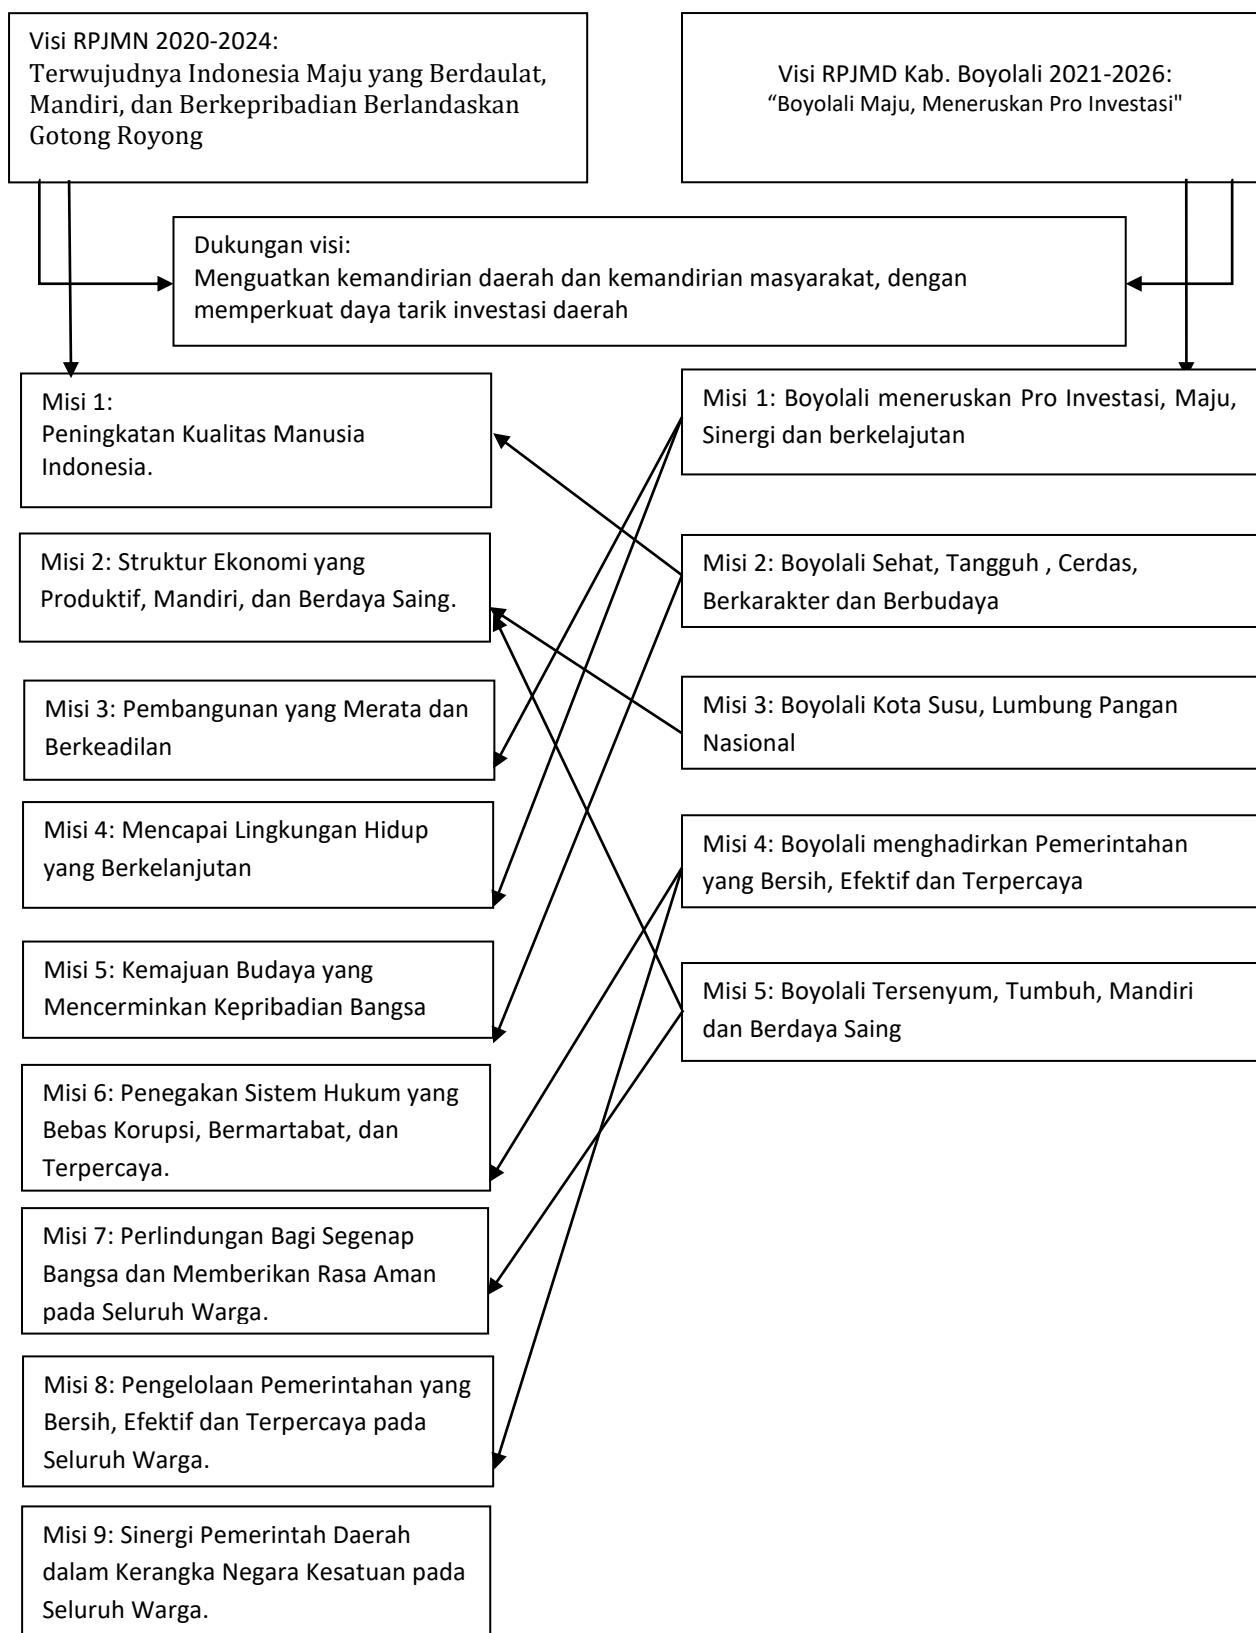 Visi RPJMN 2020-2024:
Terwujudnya Indonesia Maju yang Berdaulat,
Mandiri, dan Berkepribadian Berlandaskan
Gotong Royong
Visi RPJMD Kab. Boyolali 2021-2026:
“Boyolali Maju, Meneruskan Pro Investasi"
Dukungan visi:
Menguatkan kemandirian daerah dan kemandirian masyarakat, dengan
memperkuat daya tarik investasi daerah
Misi 1:
Peningkatan Kualitas Manusia
Indonesia.
Misi 2: Struktur Ekonomi yang
Produktif, Mandiri, dan Berdaya Saing.
Misi 3: Pembangunan yang Merata dan
Berkeadilan
Misi 4: Mencapai Lingkungan Hidup
yang Berkelanjutan
Misi 5: Kemajuan Budaya yang
Mencerminkan Kepribadian Bangsa
Misi 6: Penegakan Sistem Hukum yang
Bebas Korupsi, Bermartabat, dan
Terpercaya.
Misi 7: Perlindungan Bagi Segenap
Bangsa dan Memberikan Rasa Aman
pada Seluruh Warga.
Misi 8: Pengelolaan Pemerintahan yang
Bersih, Efektif dan Terpercaya pada
Seluruh Warga.
Misi 9: Sinergi Pemerintah Daerah
dalam Kerangka Negara Kesatuan pada
Seluruh Warga.
Misi 1: Boyolali meneruskan Pro Investasi, Maju,
Sinergi dan berkelajutan
Misi 2: Boyolali Sehat, Tangguh , Cerdas,
Berkarakter dan Berbudaya
Misi 3: Boyolali Kota Susu, Lumbung Pangan
Nasional
Misi 4: Boyolali menghadirkan Pemerintahan
yang Bersih, Efektif dan Terpercaya
Misi 5: Boyolali Tersenyum, Tumbuh, Mandiri
dan Berdaya Saing